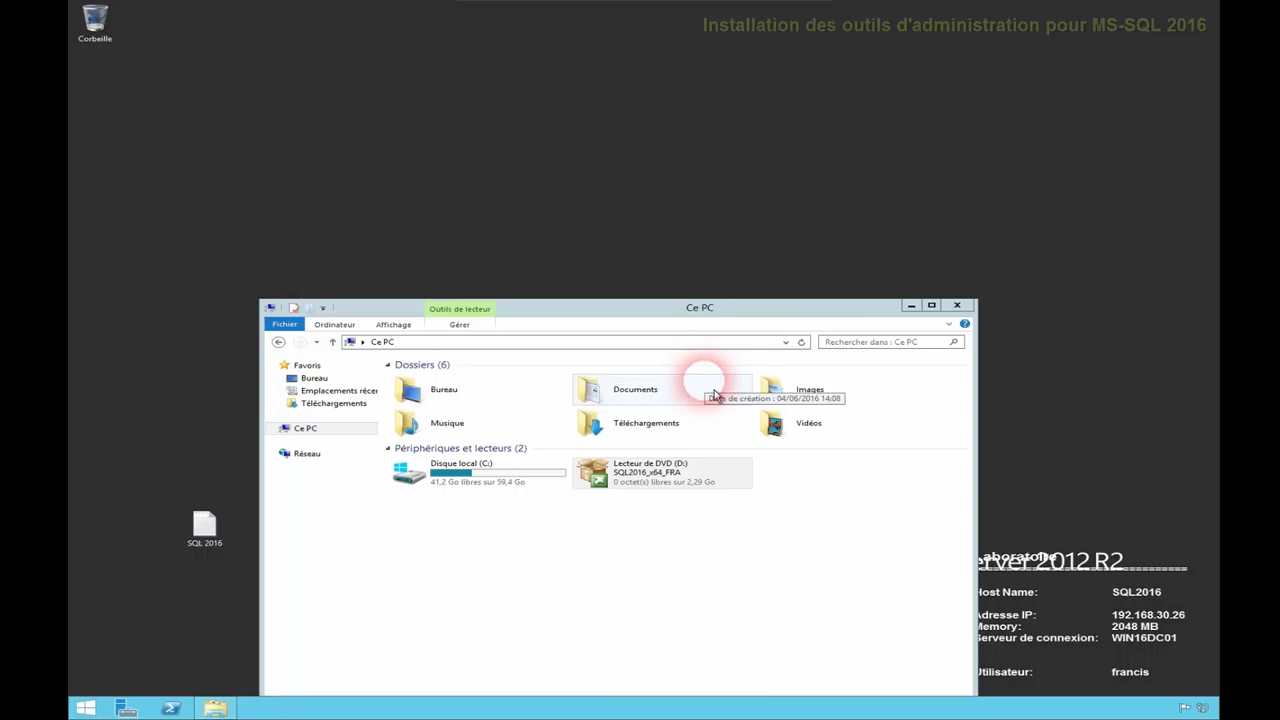 Installation des outils d'administration pour MS-SQL 2016
Corbeille
Outils de lecteur
Ce PC
Fichier
Ordinateur
Affichage
Gérer
Ce PC
Rechercher dans : Ce PC
Favoris
Bureau
Emplacements récen
Téléchargements
Ce PC
Réseau
Dossiers (6)
Bureau
Documents
Images
Date de création : 04/06/2016 14:08
Musique
Téléchargements
Vidéos
Périphériques et lecteurs (2)
Disque local (C:)
41,2 Go libres sur 59,4 Go
Lecteur de DVD (D:)
SQL2016_x64_FRA
0 octet(s) libres sur 2,29 Go
SQL 2016
aboratoire
erver 2012 R2
Host Name: SQL2016
Adresse IP: 192.168.30.26
Memory: 2048 MB
Serveur de connexion: WIN16DC01
Utilisateur: francis